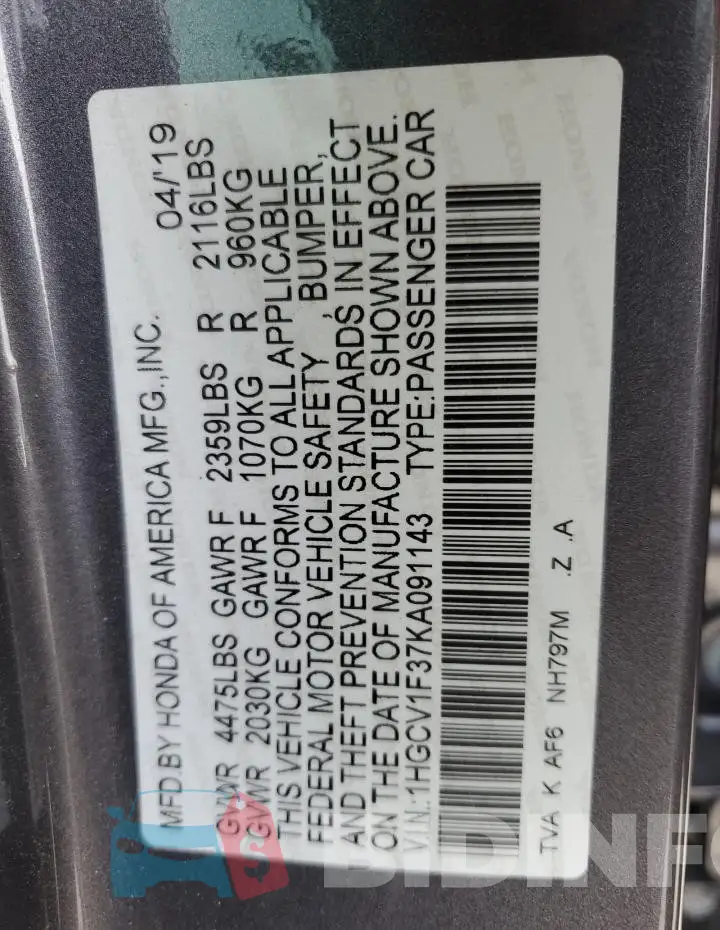 MFD.BY HONDA OF AMERICA MFG.,INC. 04/'19
GVWR 4475LBS GAWR F 2359LBS R 2116LBS
GVWR 2030KG GAWR F 1070KG R 960KG
THIS VEHICLE CONFORMS TO ALL APPLICABLE
FEDERAL MOTOR VEHICLE SAFETY , BUMPER,
AND THEFT PREVENTION STANDARDS IN EFFECT
ON THE DATE OF MANUFACTURE SHOWN ABOVE.
V.I.N.:1HGCV1F37KA091143 TYPE:PASSENGER CAR
TVA K AF6 NH797M .Z .A
BIDINF